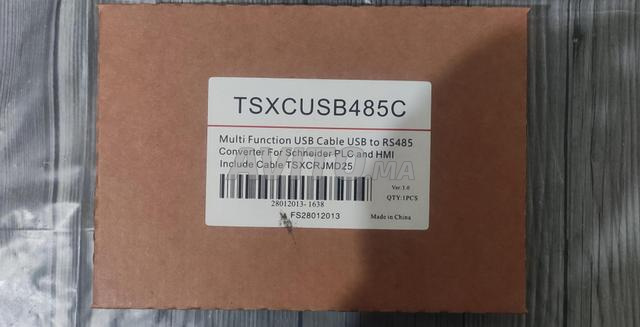 TSXCUSB485C
Multi Function USB Cable USB to RS485
Converter For Schneider PLC and HMI
Include Cable TSXCRJMD25
Ver:1.0
28012013-1638
QTY:1PCS
FS28012013
Made in China